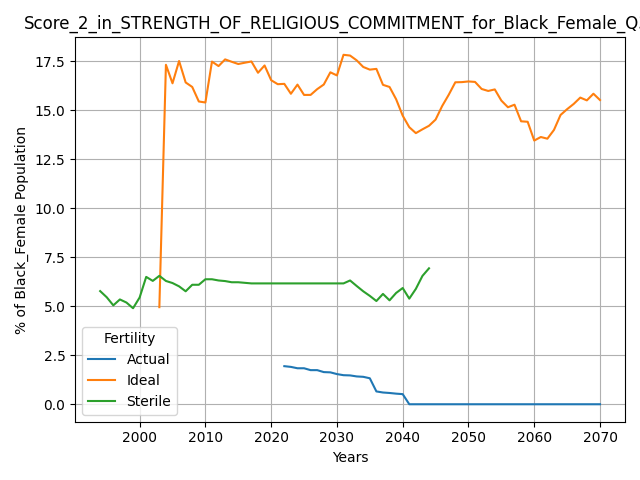 Score_2_in_STRENGTH_OF_RELIGIOUS_COMMITMENT_for_Black_Female_Q.
17.5
15.0
12.5
10.0
7.5
5.0
2.5
0.0
% of Black_Female Population
Fertility
Actual
Ideal
Sterile
2000 2010 2020 2030 2040 2050 2060 2070
Years